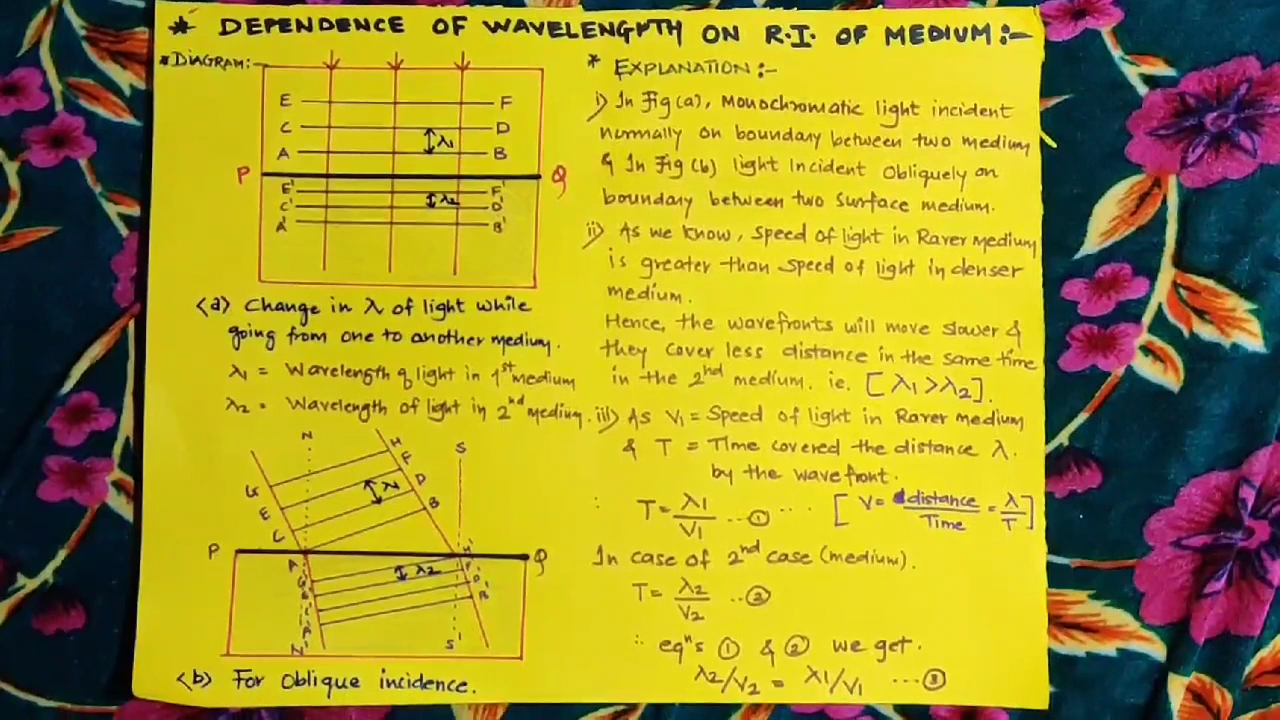 * DEPENDENCE OF WAVELENGPTH ON R.I. OF MEDIUM:-
* DIAGRAM:-
E F
C D
λ1
A B
P Q
E' F'
C' λ2 D'
A' B'
(a) Change in λ of light while
going from one to another medium.
λ1 = Wavelength of light in 1st medium
λ2 = Wavelength of light in 2nd medium.
N H S
F
G D
λ1
E B
C
P Q
A H'
λ2
N' S'
(b) For Oblique incidence.
* EXPLANATION:-
i) In Fig (a), Monochromatic light incident
normally on boundary between two medium
& In Fig (b) light Incident Obliquely on
boundary between two Surface medium.
ii) As we know, Speed of light in Rarer medium
is greater than Speed of light in denser
medium.
Hence, the wavefronts will move slower &
they cover less distance in the same time
in the 2nd medium. ie. [λ1 > λ2].
iii) As V1 = Speed of light in Rarer medium
& T = Time covered the distance λ.
by the wavefront.
∴ T = λ1/V1 ...① ... [V = distance/Time = λ/T]
In case of 2nd case (medium).
T = λ2/V2 ...②
∴ eqn's ① & ② we get.
λ2/V2 = λ1/V1 ...③